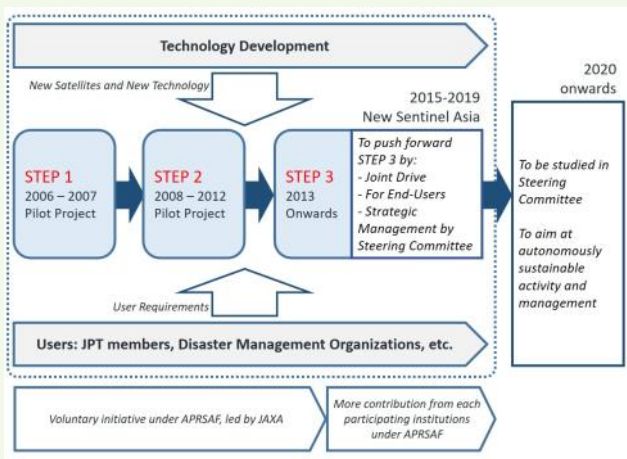 Technology Development
New Satellites and New Technology
2015-2019
New Sentinel Asia
2020
onwards
STEP 1
2006 – 2007
Pilot Project
STEP 2
2008 – 2012
Pilot Project
STEP 3
2013
Onwards
To push forward
STEP 3 by:
- Joint Drive
- For End-Users
- Strategic
Management by
Steering Committee
To be studied in
Steering
Committee
To aim at
autonomously
sustainable
activity and
management
User Requirements
Users: JPT members, Disaster Management Organizations, etc.
Voluntary initiative under APRSAF, led by JAXA
More contribution from each
participating institutions
under APRSAF